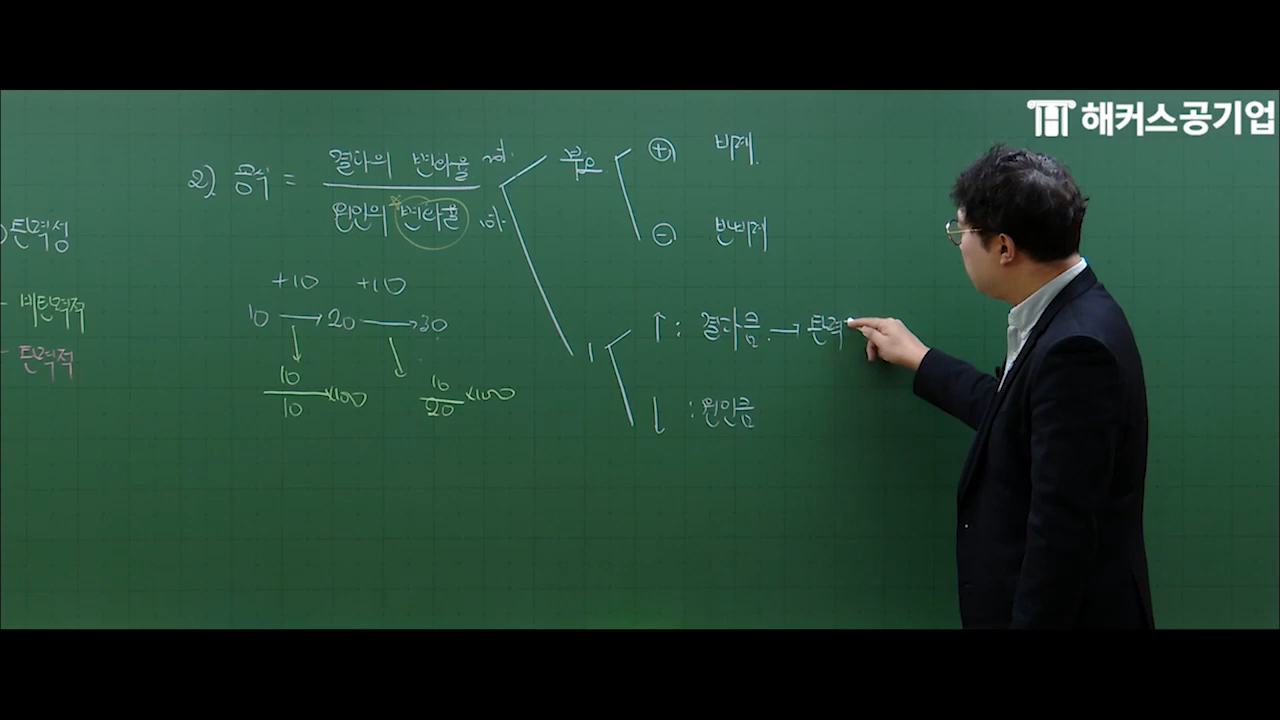 해커스공기업
탄력성
- 비탄력적
- 탄력적
2) 공식 = 결과의 변화율
원인의 변화율
부호
⊕ 비례
⊖ 반비례
+10 +10
10 → 20 → 30
10/10 ×100
10/20 ×100
1
↑ : 결과 큼 → 탄력
↓ : 원인 큼